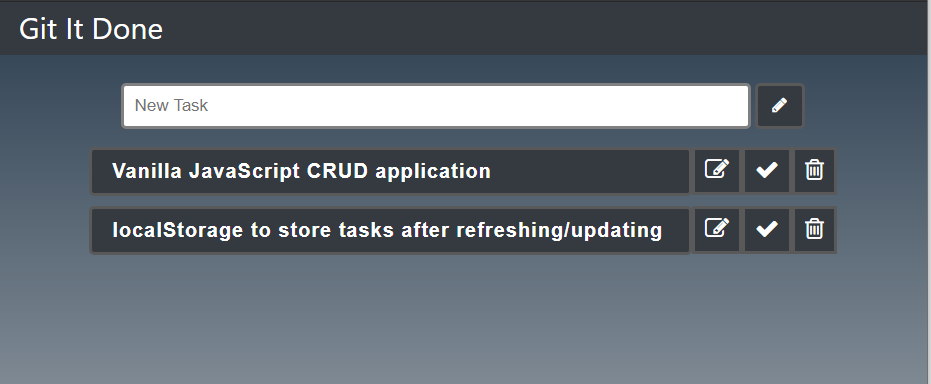 Git It Done
New Task
Vanilla JavaScript CRUD application
localStorage to store tasks after refreshing/updating